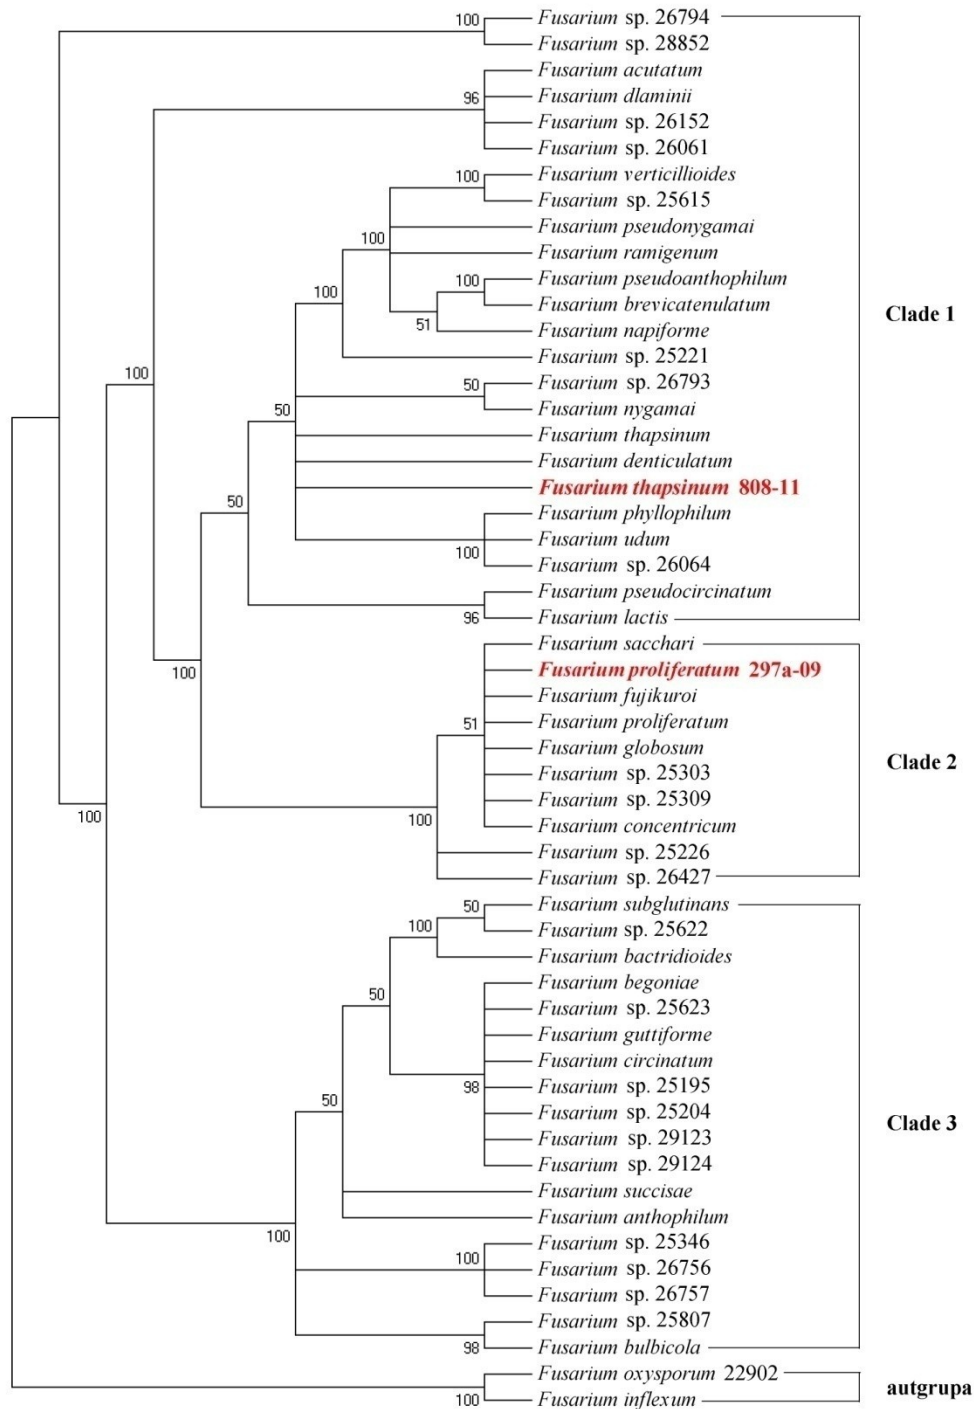 100
Fusarium sp. 26794
Fusarium sp. 28852
Fusarium acutatum
96
Fusarium dlaminii
Fusarium sp. 26152
Fusarium sp. 26061
100
Fusarium verticillioides
Fusarium sp. 25615
Fusarium pseudonygamai
100
Fusarium ramigenum
100
Fusarium pseudoanthophilum
100
Fusarium brevicatenulatum
51
Fusarium napiforme
Clade 1
Fusarium sp. 25221
100
50
Fusarium sp. 26793
50
Fusarium nygamai
Fusarium thapsinum
Fusarium denticulatum
Fusarium thapsinum 808-11
50
Fusarium phyllophilum
Fusarium udum
100
Fusarium sp. 26064
Fusarium pseudocircinatum
96
Fusarium lactis
Fusarium sacchari
100
Fusarium proliferatum 297a-09
Fusarium fujikuroi
51
Fusarium proliferatum
Fusarium globosum
Clade 2
Fusarium sp. 25303
Fusarium sp. 25309
100
100
Fusarium concentricum
Fusarium sp. 25226
Fusarium sp. 26427
50
Fusarium subglutinans
100
Fusarium sp. 25622
Fusarium bactridioides
Fusarium begoniae
50
Fusarium sp. 25623
Fusarium guttiforme
Fusarium circinatum
98
Fusarium sp. 25195
50
Fusarium sp. 25204
Clade 3
Fusarium sp. 29123
Fusarium sp. 29124
Fusarium succisae
Fusarium anthophilum
100
Fusarium sp. 25346
100
Fusarium sp. 26756
Fusarium sp. 26757
Fusarium sp. 25807
98
Fusarium bulbicola
Fusarium oxysporum 22902
autgrupa
100
Fusarium inflexum